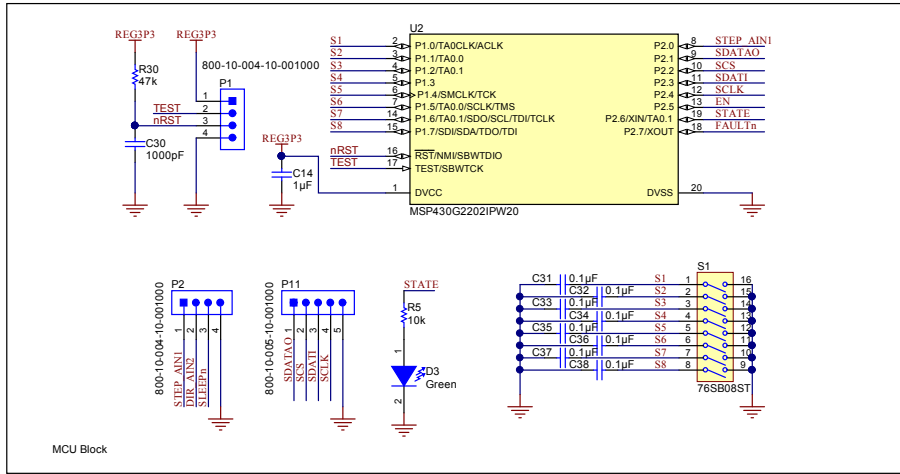 REG3P3
REG3P3
R30
47k
800-10-004-10-001000
P1
1
2
3
4
TEST
nRST
C30
1000pF
REG3P3
C14
1µF
U2
S1 2 P1.0/TA0CLK/ACLK
S2 3 P1.1/TA0.0
S3 4 P1.2/TA0.1
S4 5 P1.3
S5 6 P1.4/SMCLK/TCK
S6 7 P1.5/TA0.0/SCLK/TMS
S7 14 P1.6/TA0.1/SDO/SCL/TDI/TCLK
S8 15 P1.7/SDI/SDA/TDO/TDI
nRST 16 RST/NMI/SBWTDIO
TEST 17 TEST/SBWTCK
1 DVCC
P2.0 8 STEP_AIN1
P2.1 9 SDATAO
P2.2 10 SCS
P2.3 11 SDATI
P2.4 12 SCLK
P2.5 13 EN
P2.6/XIN/TA0.1 19 STATE
P2.7/XOUT 18 FAULTn
DVSS 20
MSP430G2202IPW20
P2
800-10-004-10-001000
1
2
3
4
STEP_AIN1
DIR_AIN2
SLEEPn
P11
800-10-005-10-001000
1
2
3
4
5
SDATAO
SCS
SDATI
SCLK
STATE
R5
10k
1
D3
Green
2
S1
C31 0.1µF S1 1 16
C32 0.1µF S2 2 15
C33 0.1µF S3 3 14
C34 0.1µF S4 4 13
C35 0.1µF S5 5 12
C36 0.1µF S6 6 11
C37 0.1µF S7 7 10
C38 0.1µF S8 8 9
76SB08ST
MCU Block